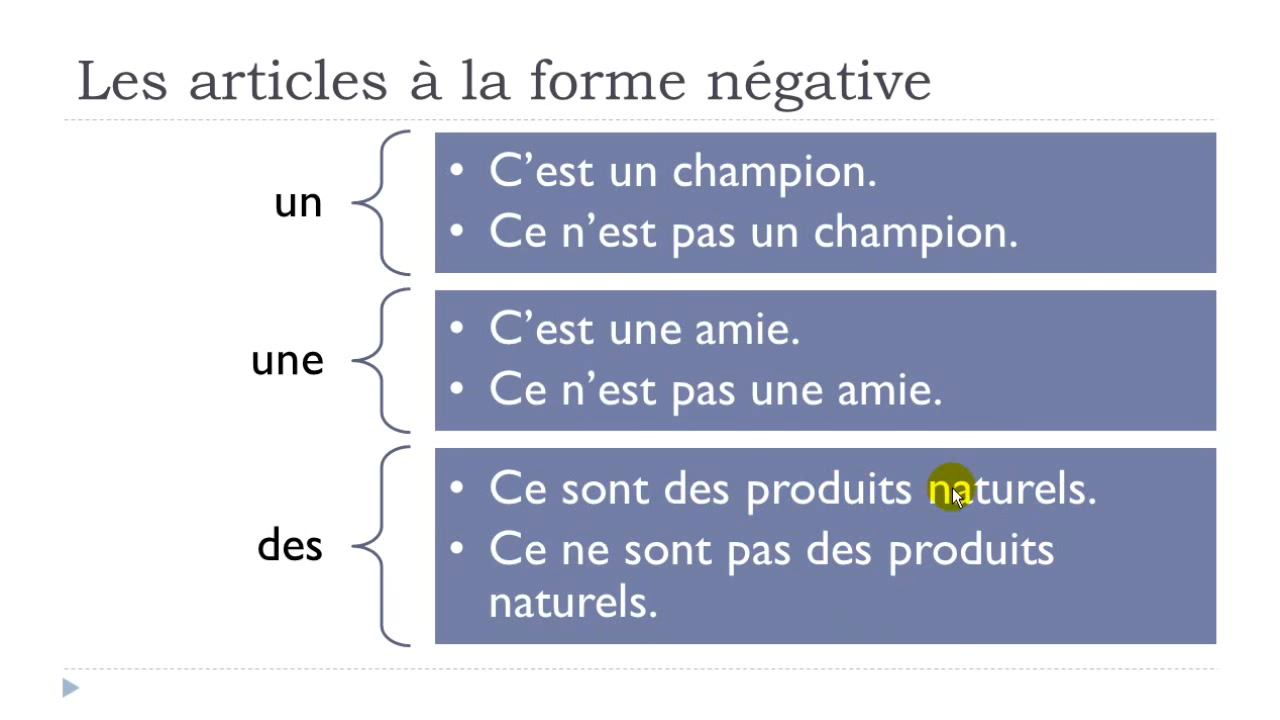 Les articles à la forme négative
un
• C’est un champion.
• Ce n’est pas un champion.
une
• C’est une amie.
• Ce n’est pas une amie.
des
• Ce sont des produits naturels.
• Ce ne sont pas des produits
naturels.